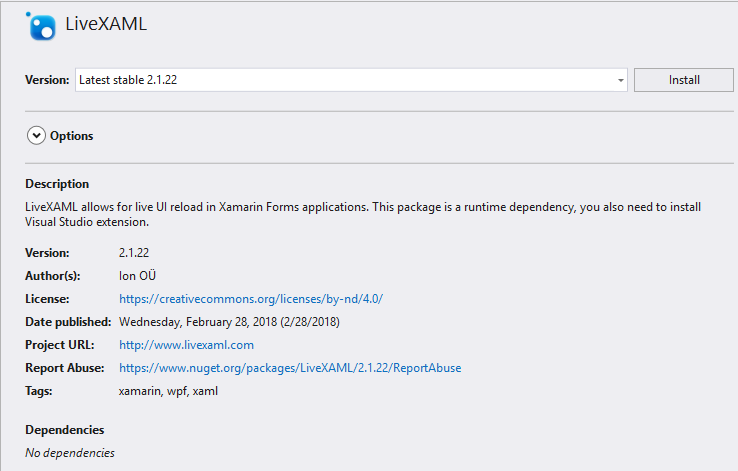 LiveXAML
Version: Latest stable 2.1.22 Install
Options
Description
LiveXAML allows for live UI reload in Xamarin Forms applications. This package is a runtime dependency, you also need to install
Visual Studio extension.
Version: 2.1.22
Author(s): Ion OÜ
License: https://creativecommons.org/licenses/by-nd/4.0/
Date published: Wednesday, February 28, 2018 (2/28/2018)
Project URL: http://www.livexaml.com
Report Abuse: https://www.nuget.org/packages/LiveXAML/2.1.22/ReportAbuse
Tags: xamarin, wpf, xaml
Dependencies
No dependencies